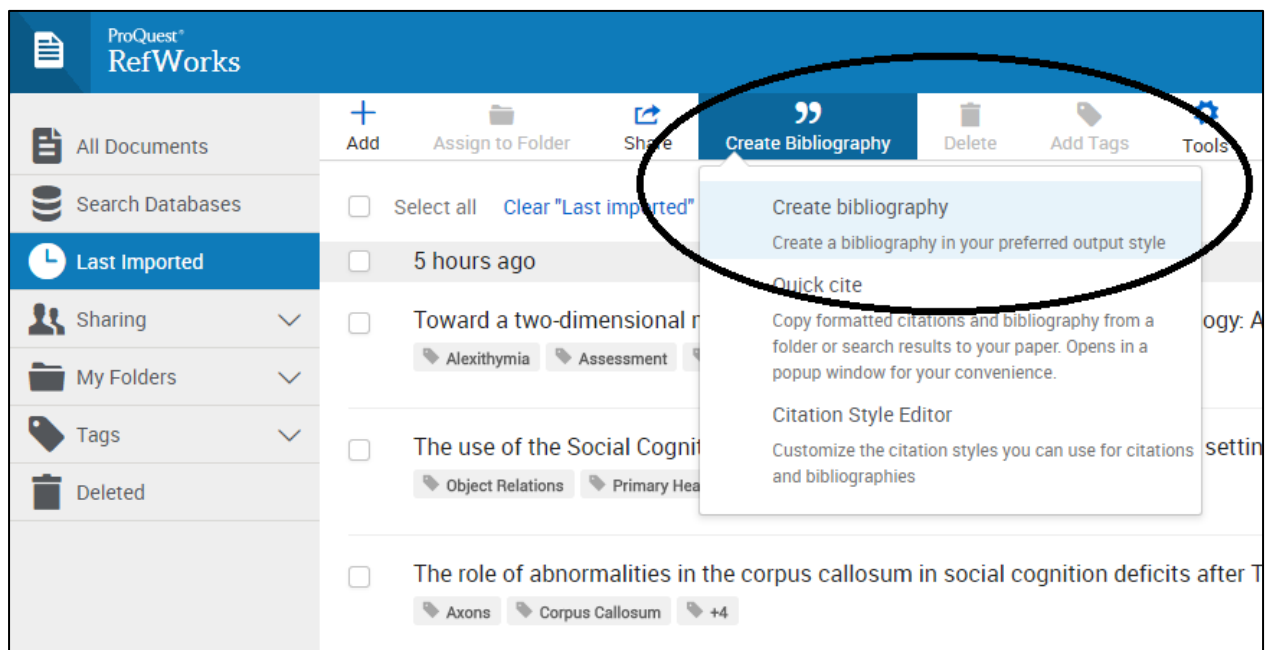 ProQuest®
RefWorks
Add
Assign to Folder
Share
Create Bibliography
Delete
Add Tags
Tools
All Documents
Search Databases
Last Imported
Sharing
My Folders
Tags
Deleted
Select all
Clear "Last imported"
5 hours ago
Toward a two-dimensional
Alexithymia
Assessment
The use of the Social
Object Relations
Primary
The role of abnormalities in the corpus callosum in social cognition deficits after
Axons
Corpus Callosum
+4
Create bibliography
Create a bibliography in your preferred output style
Quick cite
Copy formatted citations and bibliography from a
folder or search results to your paper. Opens in a
popup window for your convenience.
Citation Style Editor
Customize the citation styles you can use for citations
and bibliographies